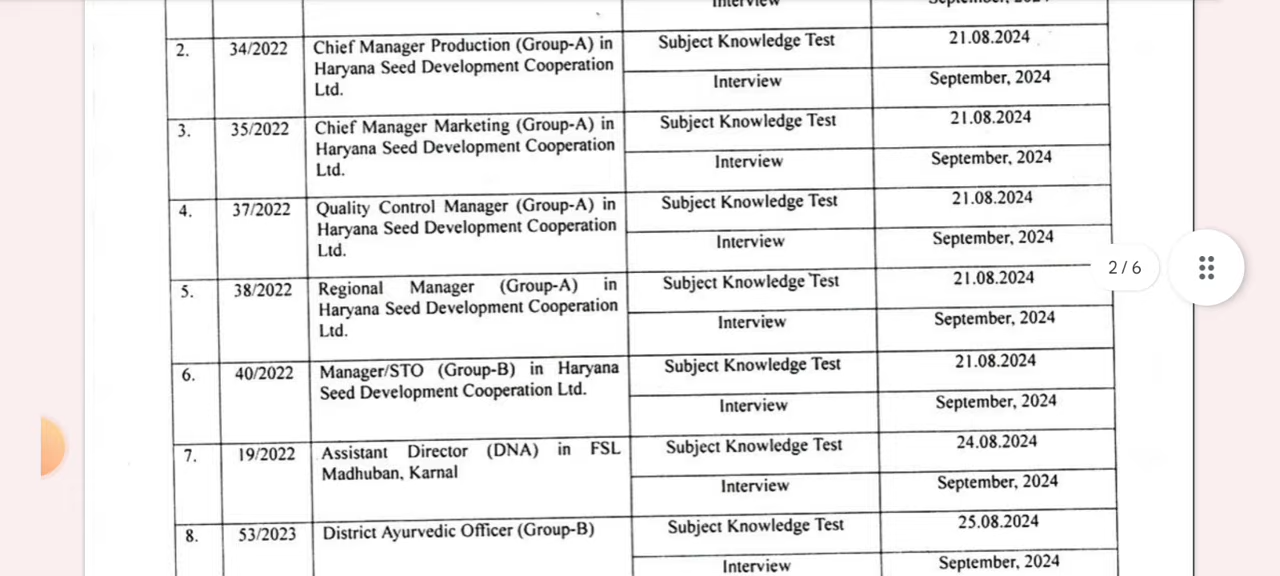 Interview
2. 34/2022 Chief Manager Production (Group-A) in Subject Knowledge Test 21.08.2024
Haryana Seed Development Cooperation
Ltd. Interview September, 2024
3. 35/2022 Chief Manager Marketing (Group-A) in Subject Knowledge Test 21.08.2024
Haryana Seed Development Cooperation
Ltd. Interview September, 2024
4. 37/2022 Quality Control Manager (Group-A) in Subject Knowledge Test 21.08.2024
Haryana Seed Development Cooperation
Ltd. Interview September, 2024
2 / 6
5. 38/2022 Regional Manager (Group-A) in Subject Knowledge Test 21.08.2024
Haryana Seed Development Cooperation
Ltd. Interview September, 2024
6. 40/2022 Manager/STO (Group-B) in Haryana Subject Knowledge Test 21.08.2024
Seed Development Cooperation Ltd. Interview September, 2024
7. 19/2022 Assistant Director (DNA) in FSL Subject Knowledge Test 24.08.2024
Madhuban, Karnal Interview September, 2024
8. 53/2023 District Ayurvedic Officer (Group-B) Subject Knowledge Test 25.08.2024
Interview September, 2024